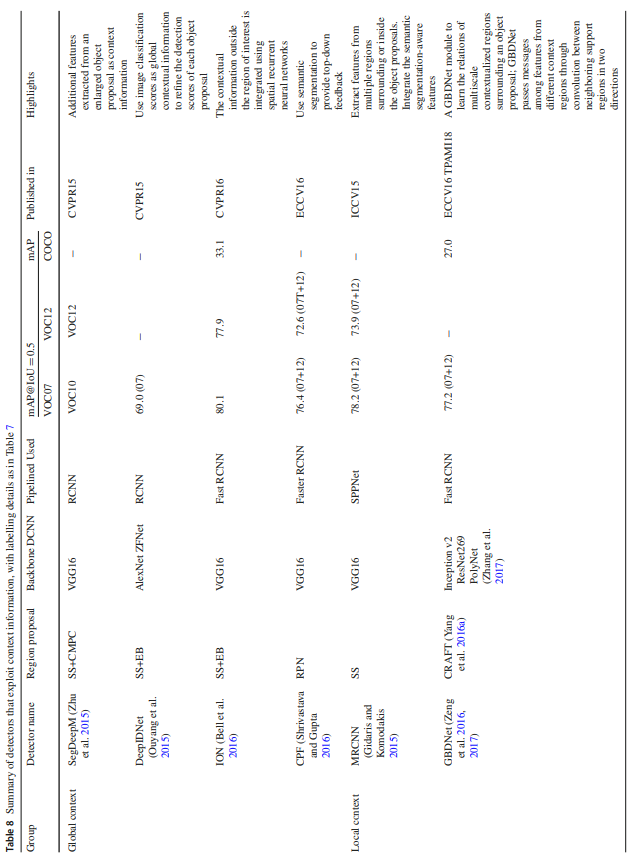 Table 8 Summary of detectors that exploit context information, with labelling details as in Table 7
Group Detector name Region proposal Backbone DCNN Pipelined Used mAP@IoU=0.5 mAP Published in Highlights
VOC07 VOC12 COCO
Global context SegDeepM (Zhu SS+CMPC VGG16 RCNN VOC10 VOC12 – CVPR15 Additional features
et al. 2015) extracted from an
enlarged object
proposal as context
information
DeepIDNet SS+EB AlexNet ZFNet RCNN 69.0 (07) – – CVPR15 Use image classification
(Ouyang et al. scores as global
2015) contextual information
to refine the detection
scores of each object
proposal
ION (Bell et al. SS+EB VGG16 Fast RCNN 80.1 77.9 33.1 CVPR16 The contextual
2016) information outside
the region of interest is
integrated using
spatial recurrent
neural networks
CPF (Shrivastava RPN VGG16 Faster RCNN 76.4 (07+12) 72.6 (07T+12) – ECCV16 Use semantic
and Gupta segmentation to
2016) provide top-down
feedback
Local context MRCNN SS VGG16 SPPNet 78.2 (07+12) 73.9 (07+12) – ICCV15 Extract features from
(Gidaris and multiple regions
Komodakis surrounding or inside
2015) the object proposals.
Integrate the semantic
segmentation-aware
features
GBDNet (Zeng CRAFT (Yang Inception v2 Fast RCNN 77.2 (07+12) – 27.0 ECCV16 TPAMI18 A GBDNet module to
et al. 2016, et al. 2016a) ResNet269 learn the relations of
2017) PolyNet multiscale
(Zhang et al. contextualized regions
2017) surrounding an object
proposal; GBDNet
passes messages
among features from
different context
regions through
convolution between
neighboring support
regions in two
directions